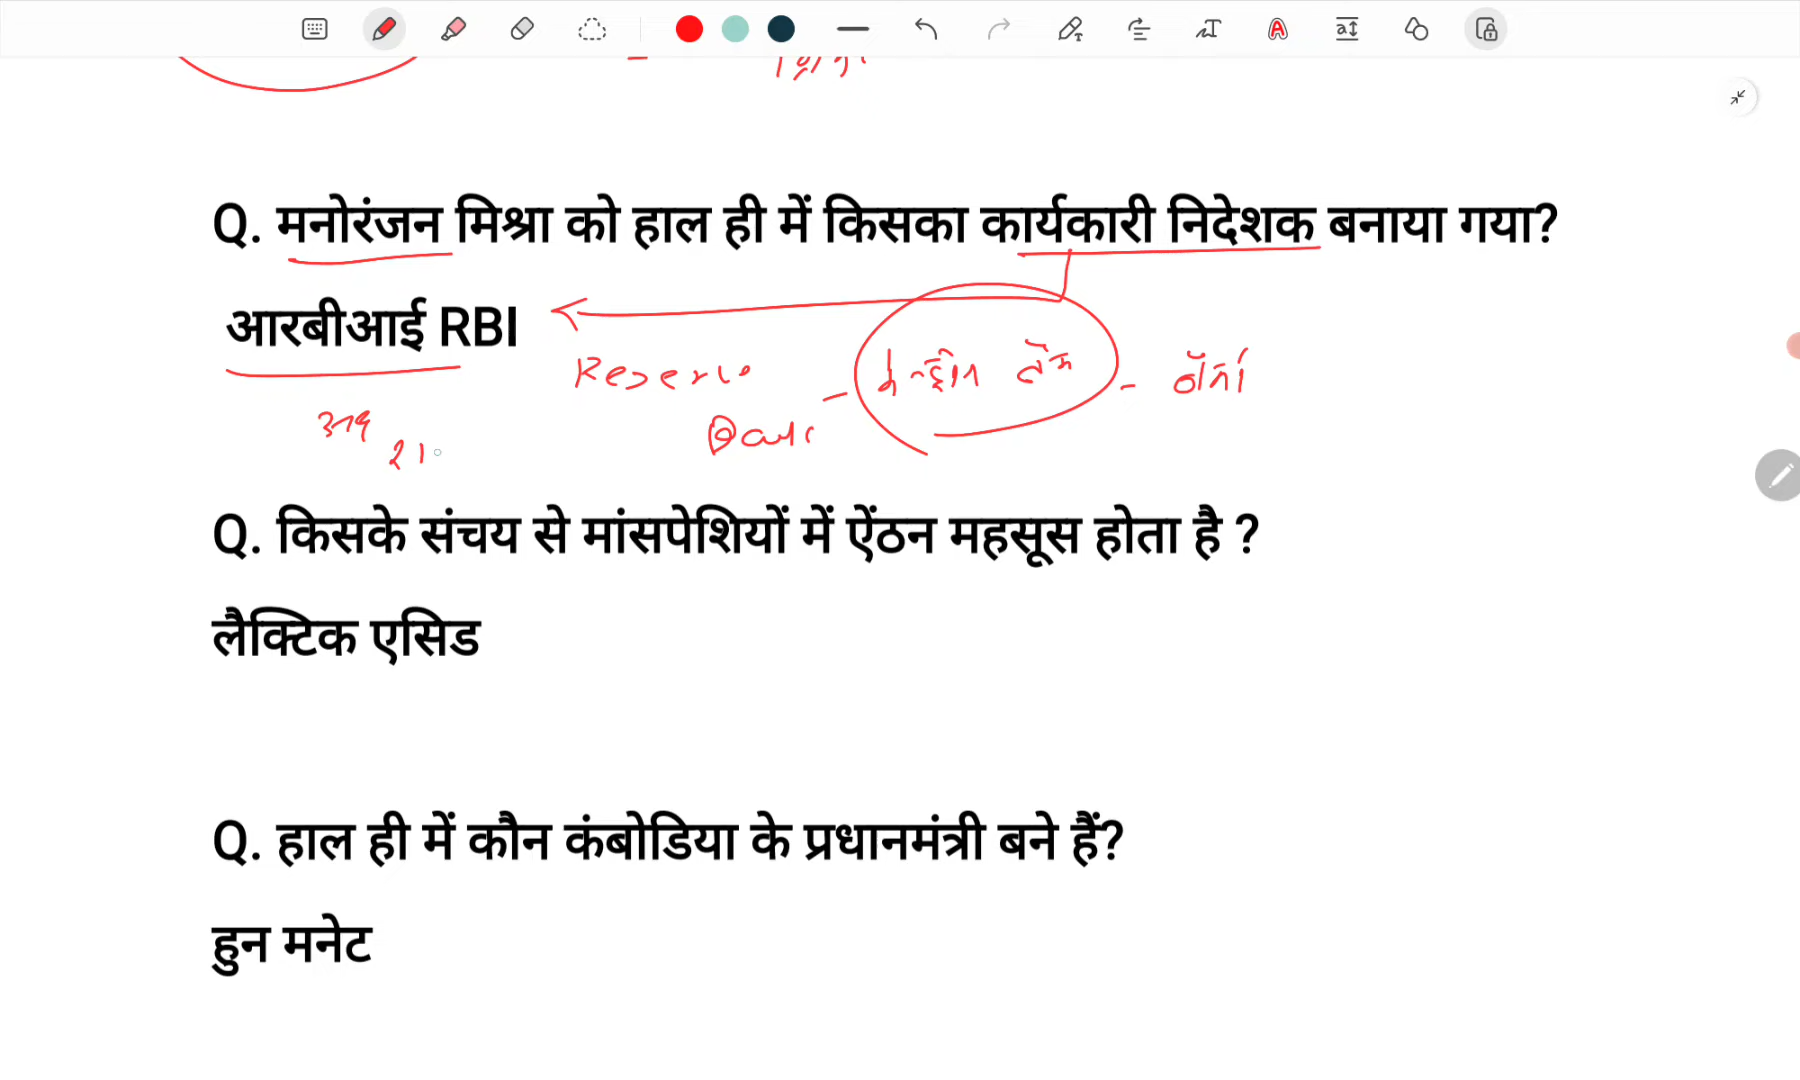 Q. मनोरंजन मिश्रा को हाल ही में किसका कार्यकारी निदेशक बनाया गया?
आरबीआई RBI
Reserve
Q. किसके संचय से मांसपेशियों में ऐंठन महसूस होता है ?
लैक्टिक एसिड
Q. हाल ही में कौन कंबोडिया के प्रधानमंत्री बने हैं?
हुन मनेट